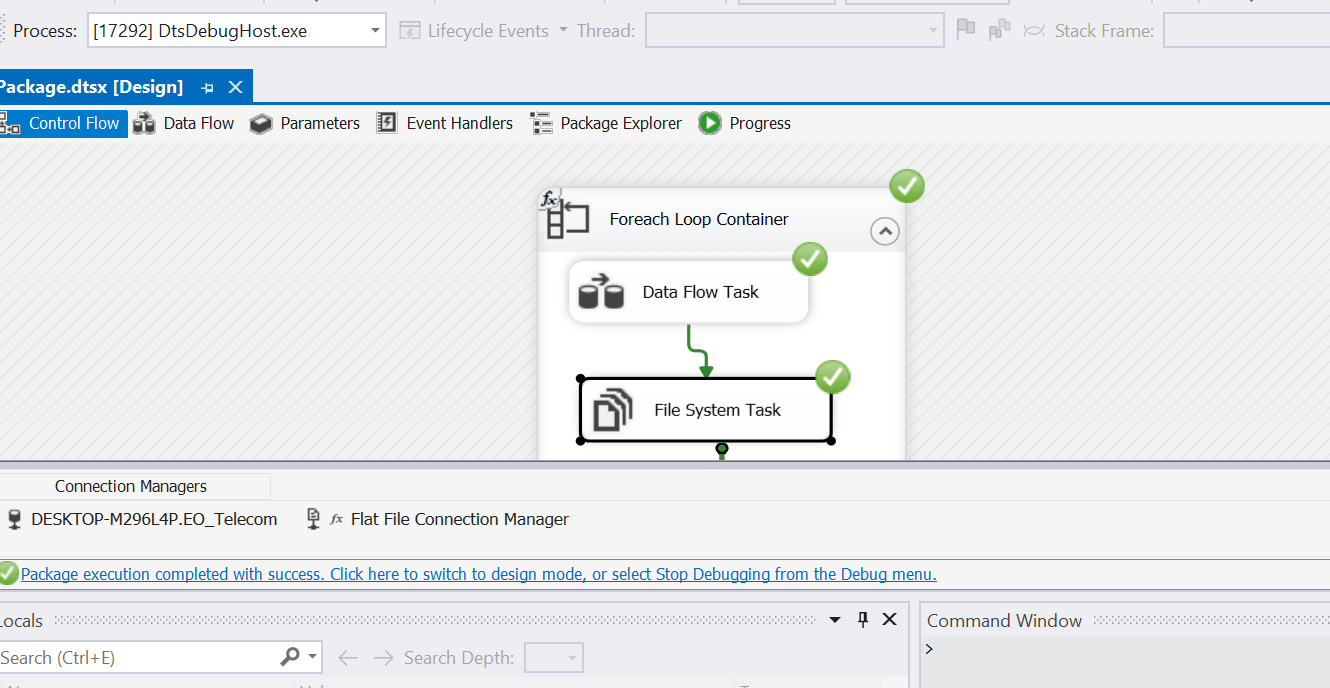 Process: [17292] DtsDebugHost.exe Lifecycle Events Thread: Stack Frame:
Package.dtsx [Design]
Control Flow Data Flow Parameters Event Handlers Package Explorer Progress
fx
Foreach Loop Container
Data Flow Task
File System Task
Connection Managers
DESKTOP-M296L4P.EO_Telecom fx Flat File Connection Manager
Package execution completed with success. Click here to switch to design mode, or select Stop Debugging from the Debug menu.
Locals Command Window
Search (Ctrl+E) Search Depth: >